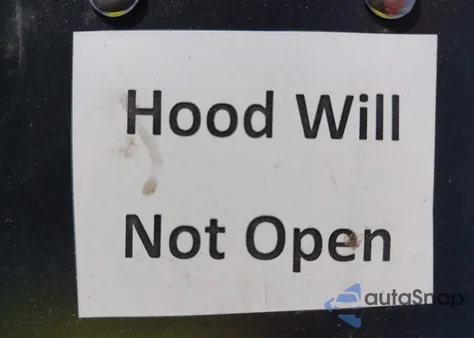 Hood Will
Not Open
autoSnap